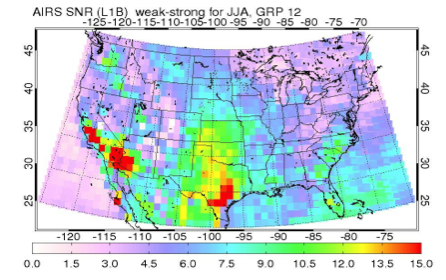 AIRS SNR (L1B) weak-strong for JJA, GRP 12
-125-120-115-110-105-100 -95 -90 -85 -80 -75 -70
45 45
40 40
35 35
30 30
25 25
-120 -115 -110 -105 -100 -95 -90 -85 -80 -75
0.0 1.5 3.0 4.5 6.0 7.5 9.0 10.5 12.0 13.5 15.0